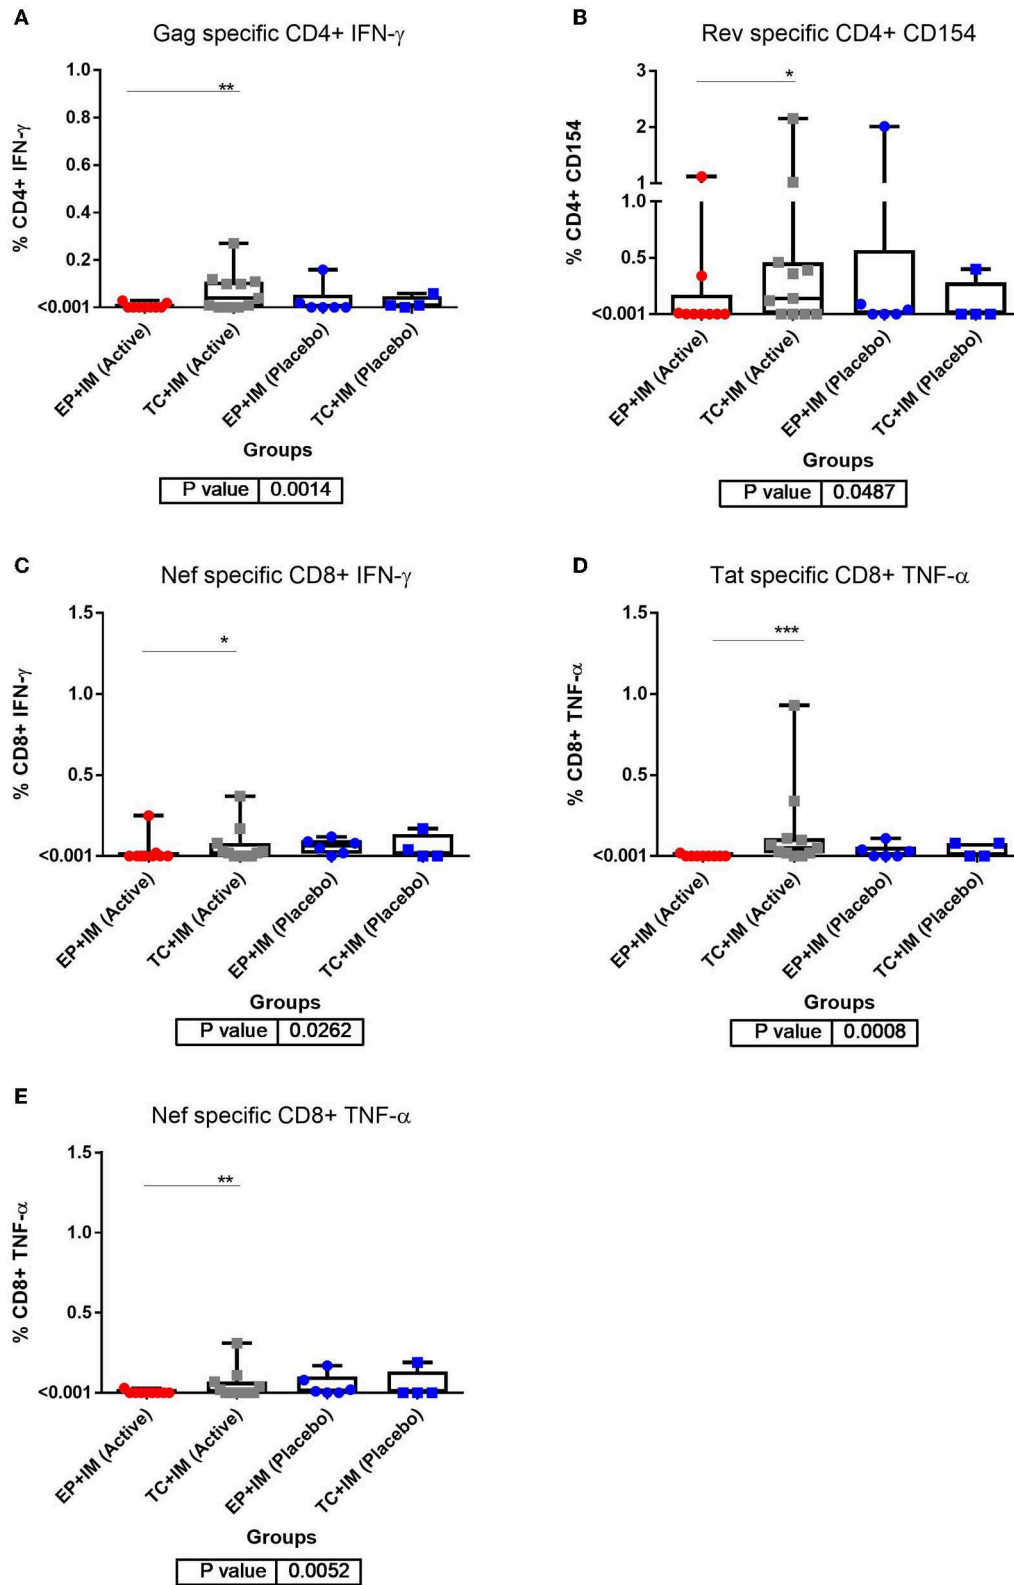 A
Gag specific CD4+ IFN-γ
**
% CD4+ IFN-γ
1.0
0.8
0.6
0.4
0.2
<0.001
EP+IM (Active)
TC+IM (Active)
EP+IM (Placebo)
TC+IM (Placebo)
Groups
P value 0.0014
B
Rev specific CD4+ CD154
*
% CD4+ CD154
3
2
1
1.0
0.5
<0.001
EP+IM (Active)
TC+IM (Active)
EP+IM (Placebo)
TC+IM (Placebo)
Groups
P value 0.0487
C
Nef specific CD8+ IFN-γ
*
% CD8+ IFN-γ
1.5
1.0
0.5
<0.001
EP+IM (Active)
TC+IM (Active)
EP+IM (Placebo)
TC+IM (Placebo)
Groups
P value 0.0262
D
Tat specific CD8+ TNF-α
***
% CD8+ TNF-α
1.5
1.0
0.5
<0.001
EP+IM (Active)
TC+IM (Active)
EP+IM (Placebo)
TC+IM (Placebo)
Groups
P value 0.0008
E
Nef specific CD8+ TNF-α
**
% CD8+ TNF-α
1.5
1.0
0.5
<0.001
EP+IM (Active)
TC+IM (Active)
EP+IM (Placebo)
TC+IM (Placebo)
Groups
P value 0.0052